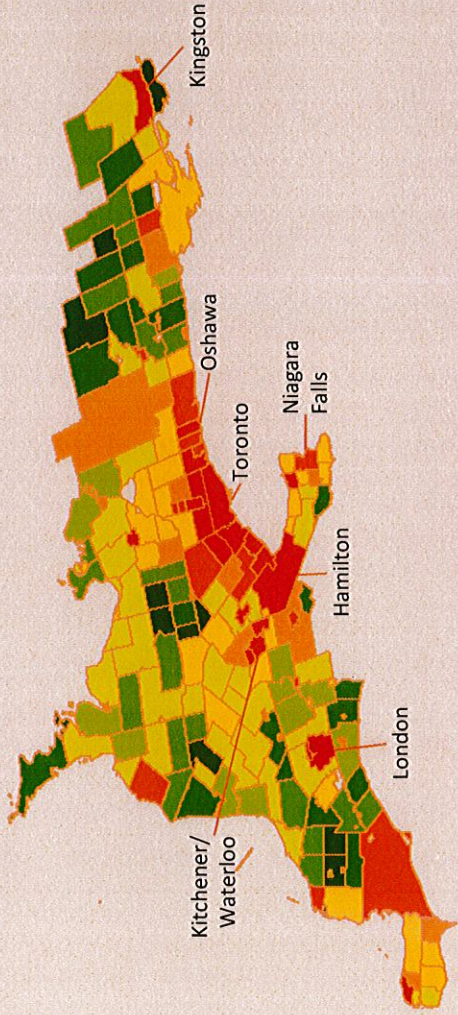 Kingston
Oshawa
Toronto
Niagara
Falls
Hamilton
Kitchener/
Waterloo
London